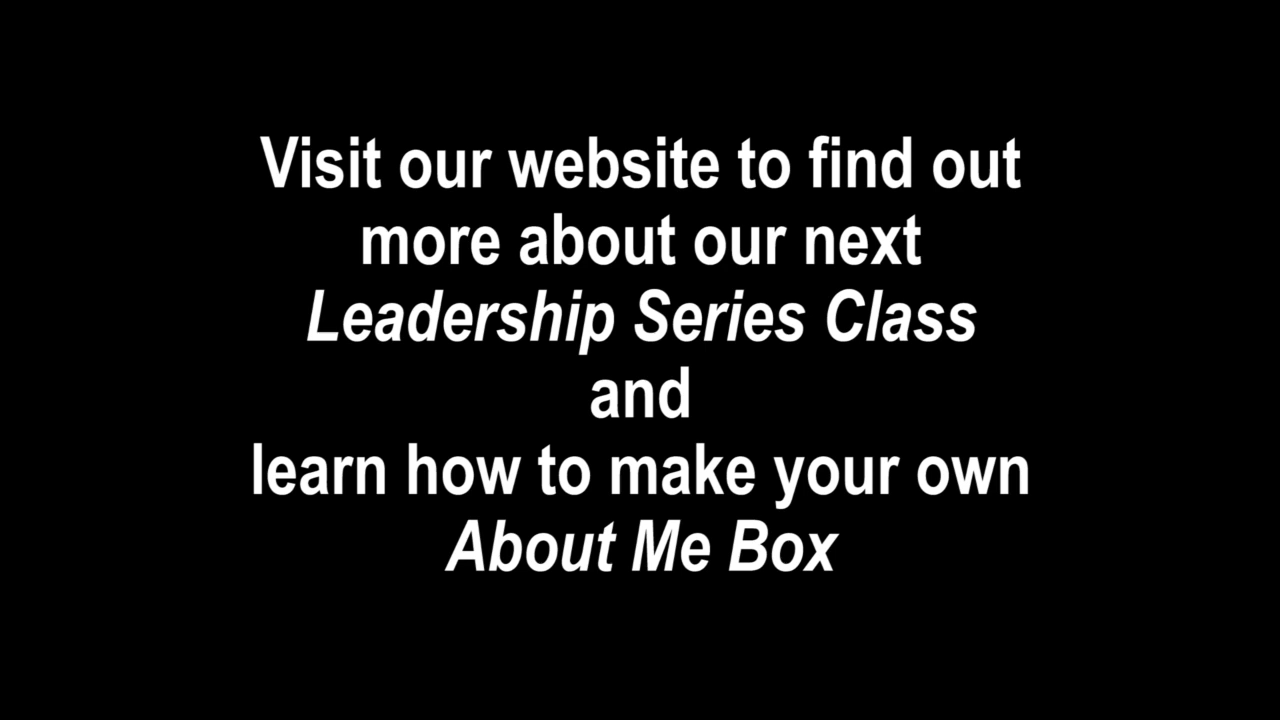 Visit our website to find out
more about our next
Leadership Series Class
and
learn how to make your own
About Me Box